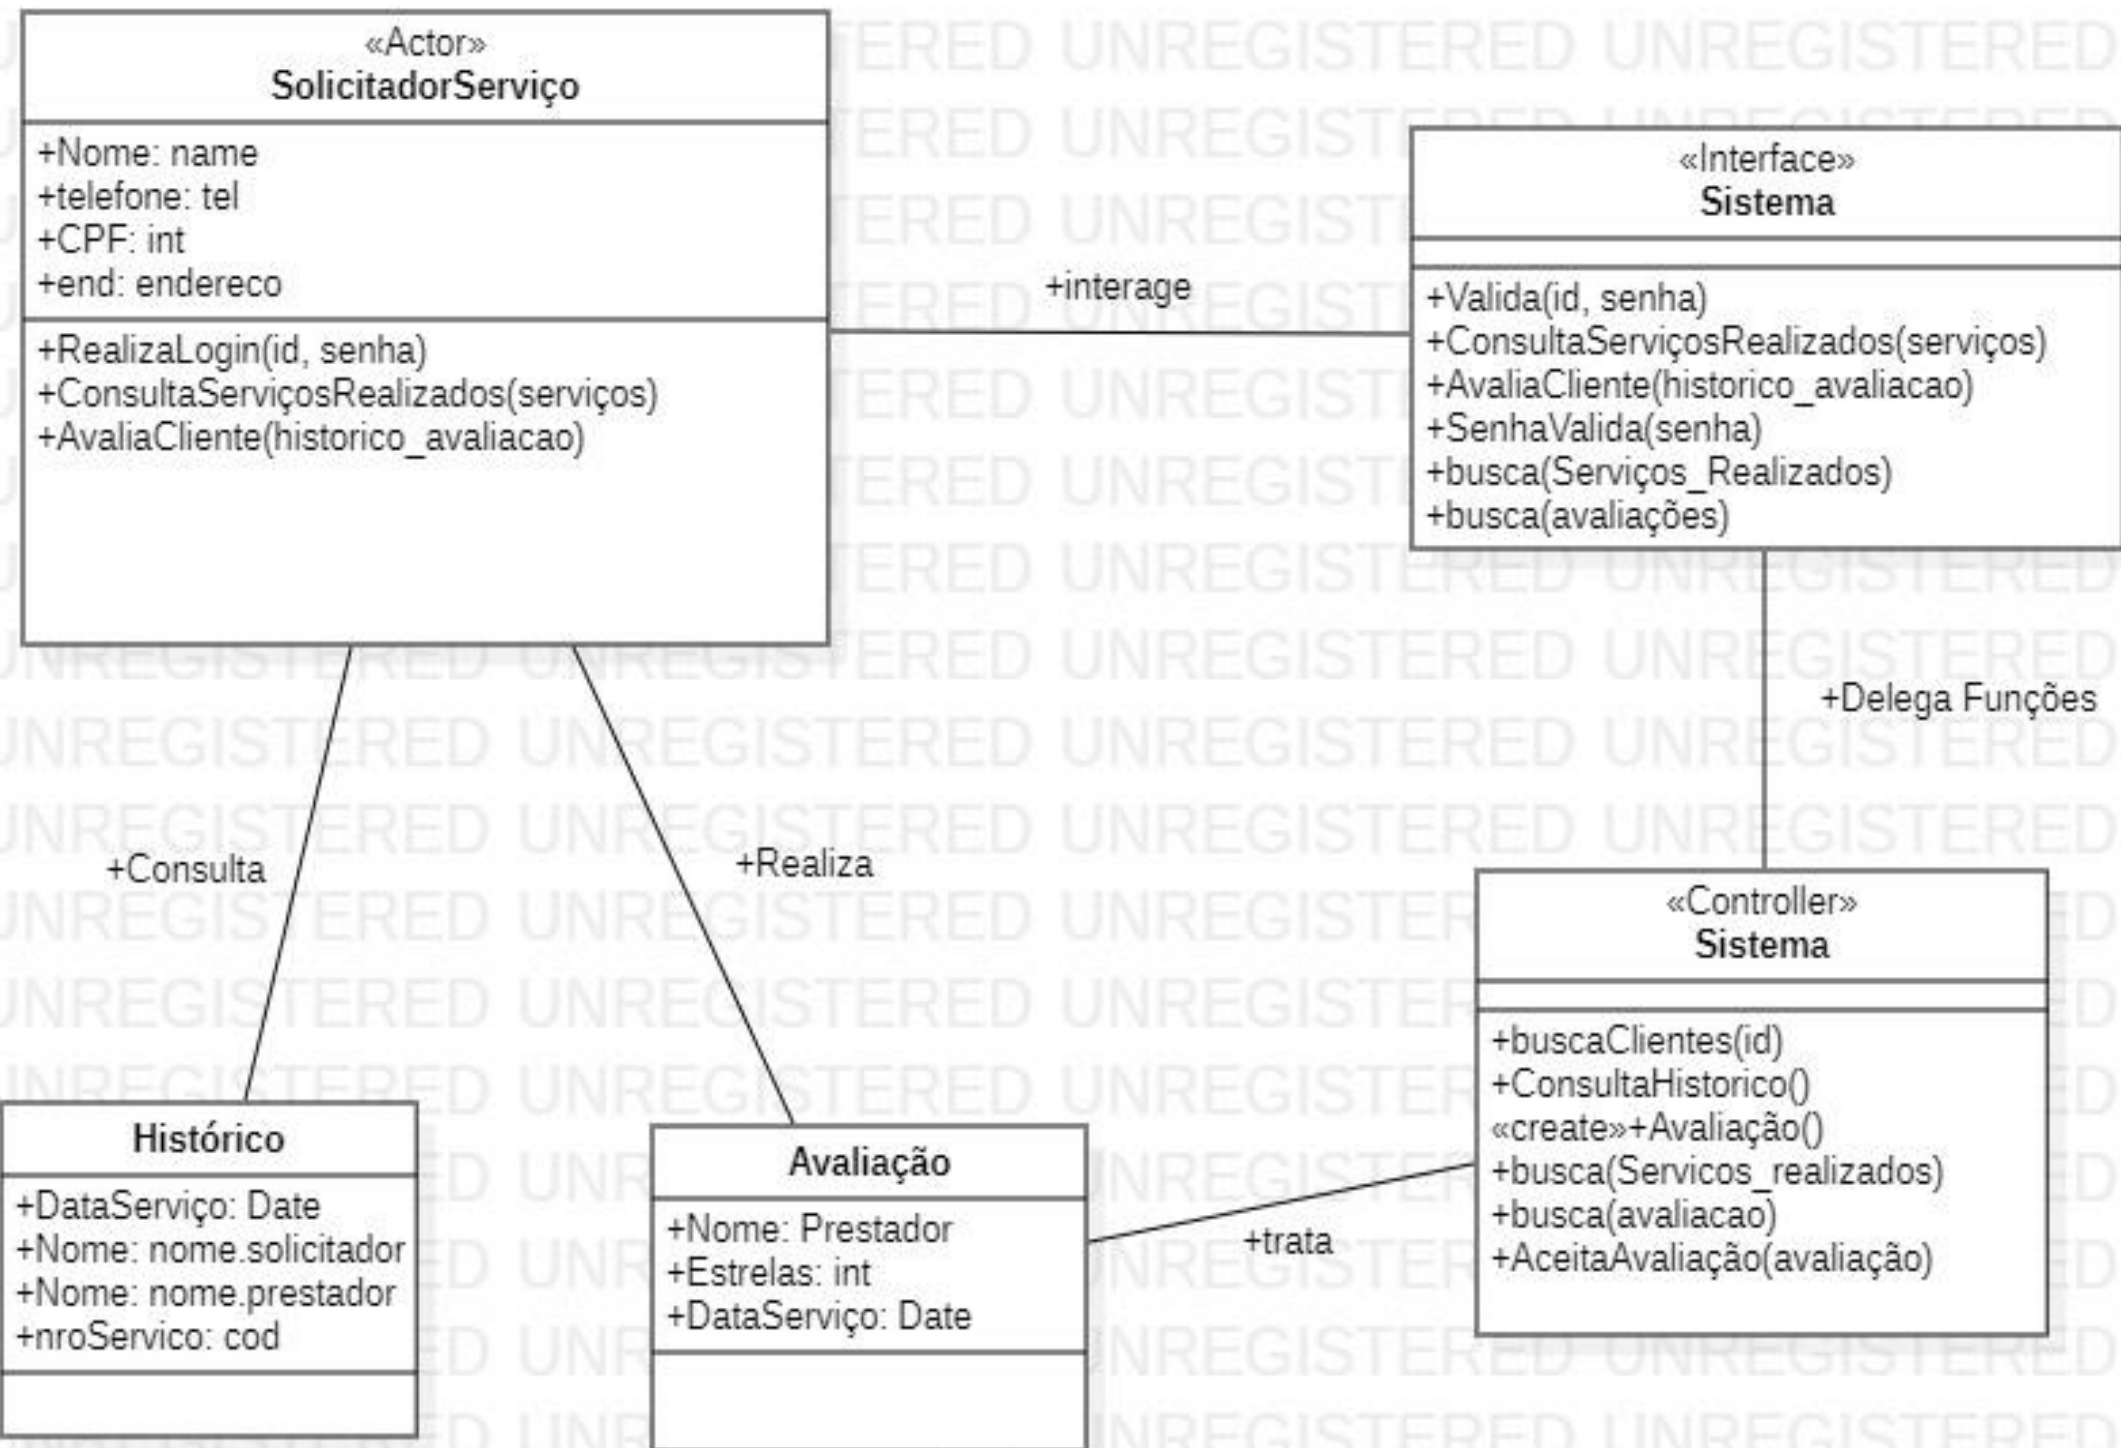 «Actor»
SolicitadorServiço
+Nome: name
+telefone: tel
+CPF: int
+end: endereco
+RealizaLogin(id, senha)
+ConsultaServiçosRealizados(serviços)
+AvaliaCliente(historico_avaliacao)
+interage
«Interface»
Sistema
+Valida(id, senha)
+ConsultaServiçosRealizados(serviços)
+AvaliaCliente(historico_avaliacao)
+SenhaValida(senha)
+busca(Serviços_Realizados)
+busca(avaliações)
+Delega Funções
+Consulta
+Realiza
«Controller»
Sistema
+buscaClientes(id)
+ConsultaHistorico()
«create»+Avaliação()
+busca(Servicos_realizados)
+busca(avaliacao)
+AceitaAvaliação(avaliação)
+trata
Histórico
+DataServiço: Date
+Nome: nome.solicitador
+Nome: nome.prestador
+nroServico: cod
Avaliação
+Nome: Prestador
+Estrelas: int
+DataServiço: Date
UNREGISTERED